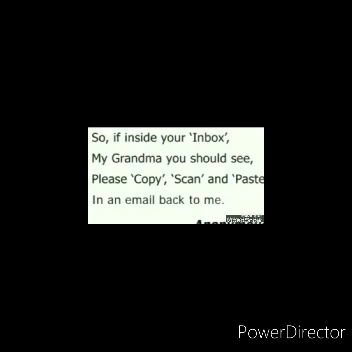 So, if inside your ‘Inbox’,
My Grandma you should see,
Please ‘Copy’, ‘Scan’ and ‘Paste
In an email back to me.
PowerDirector